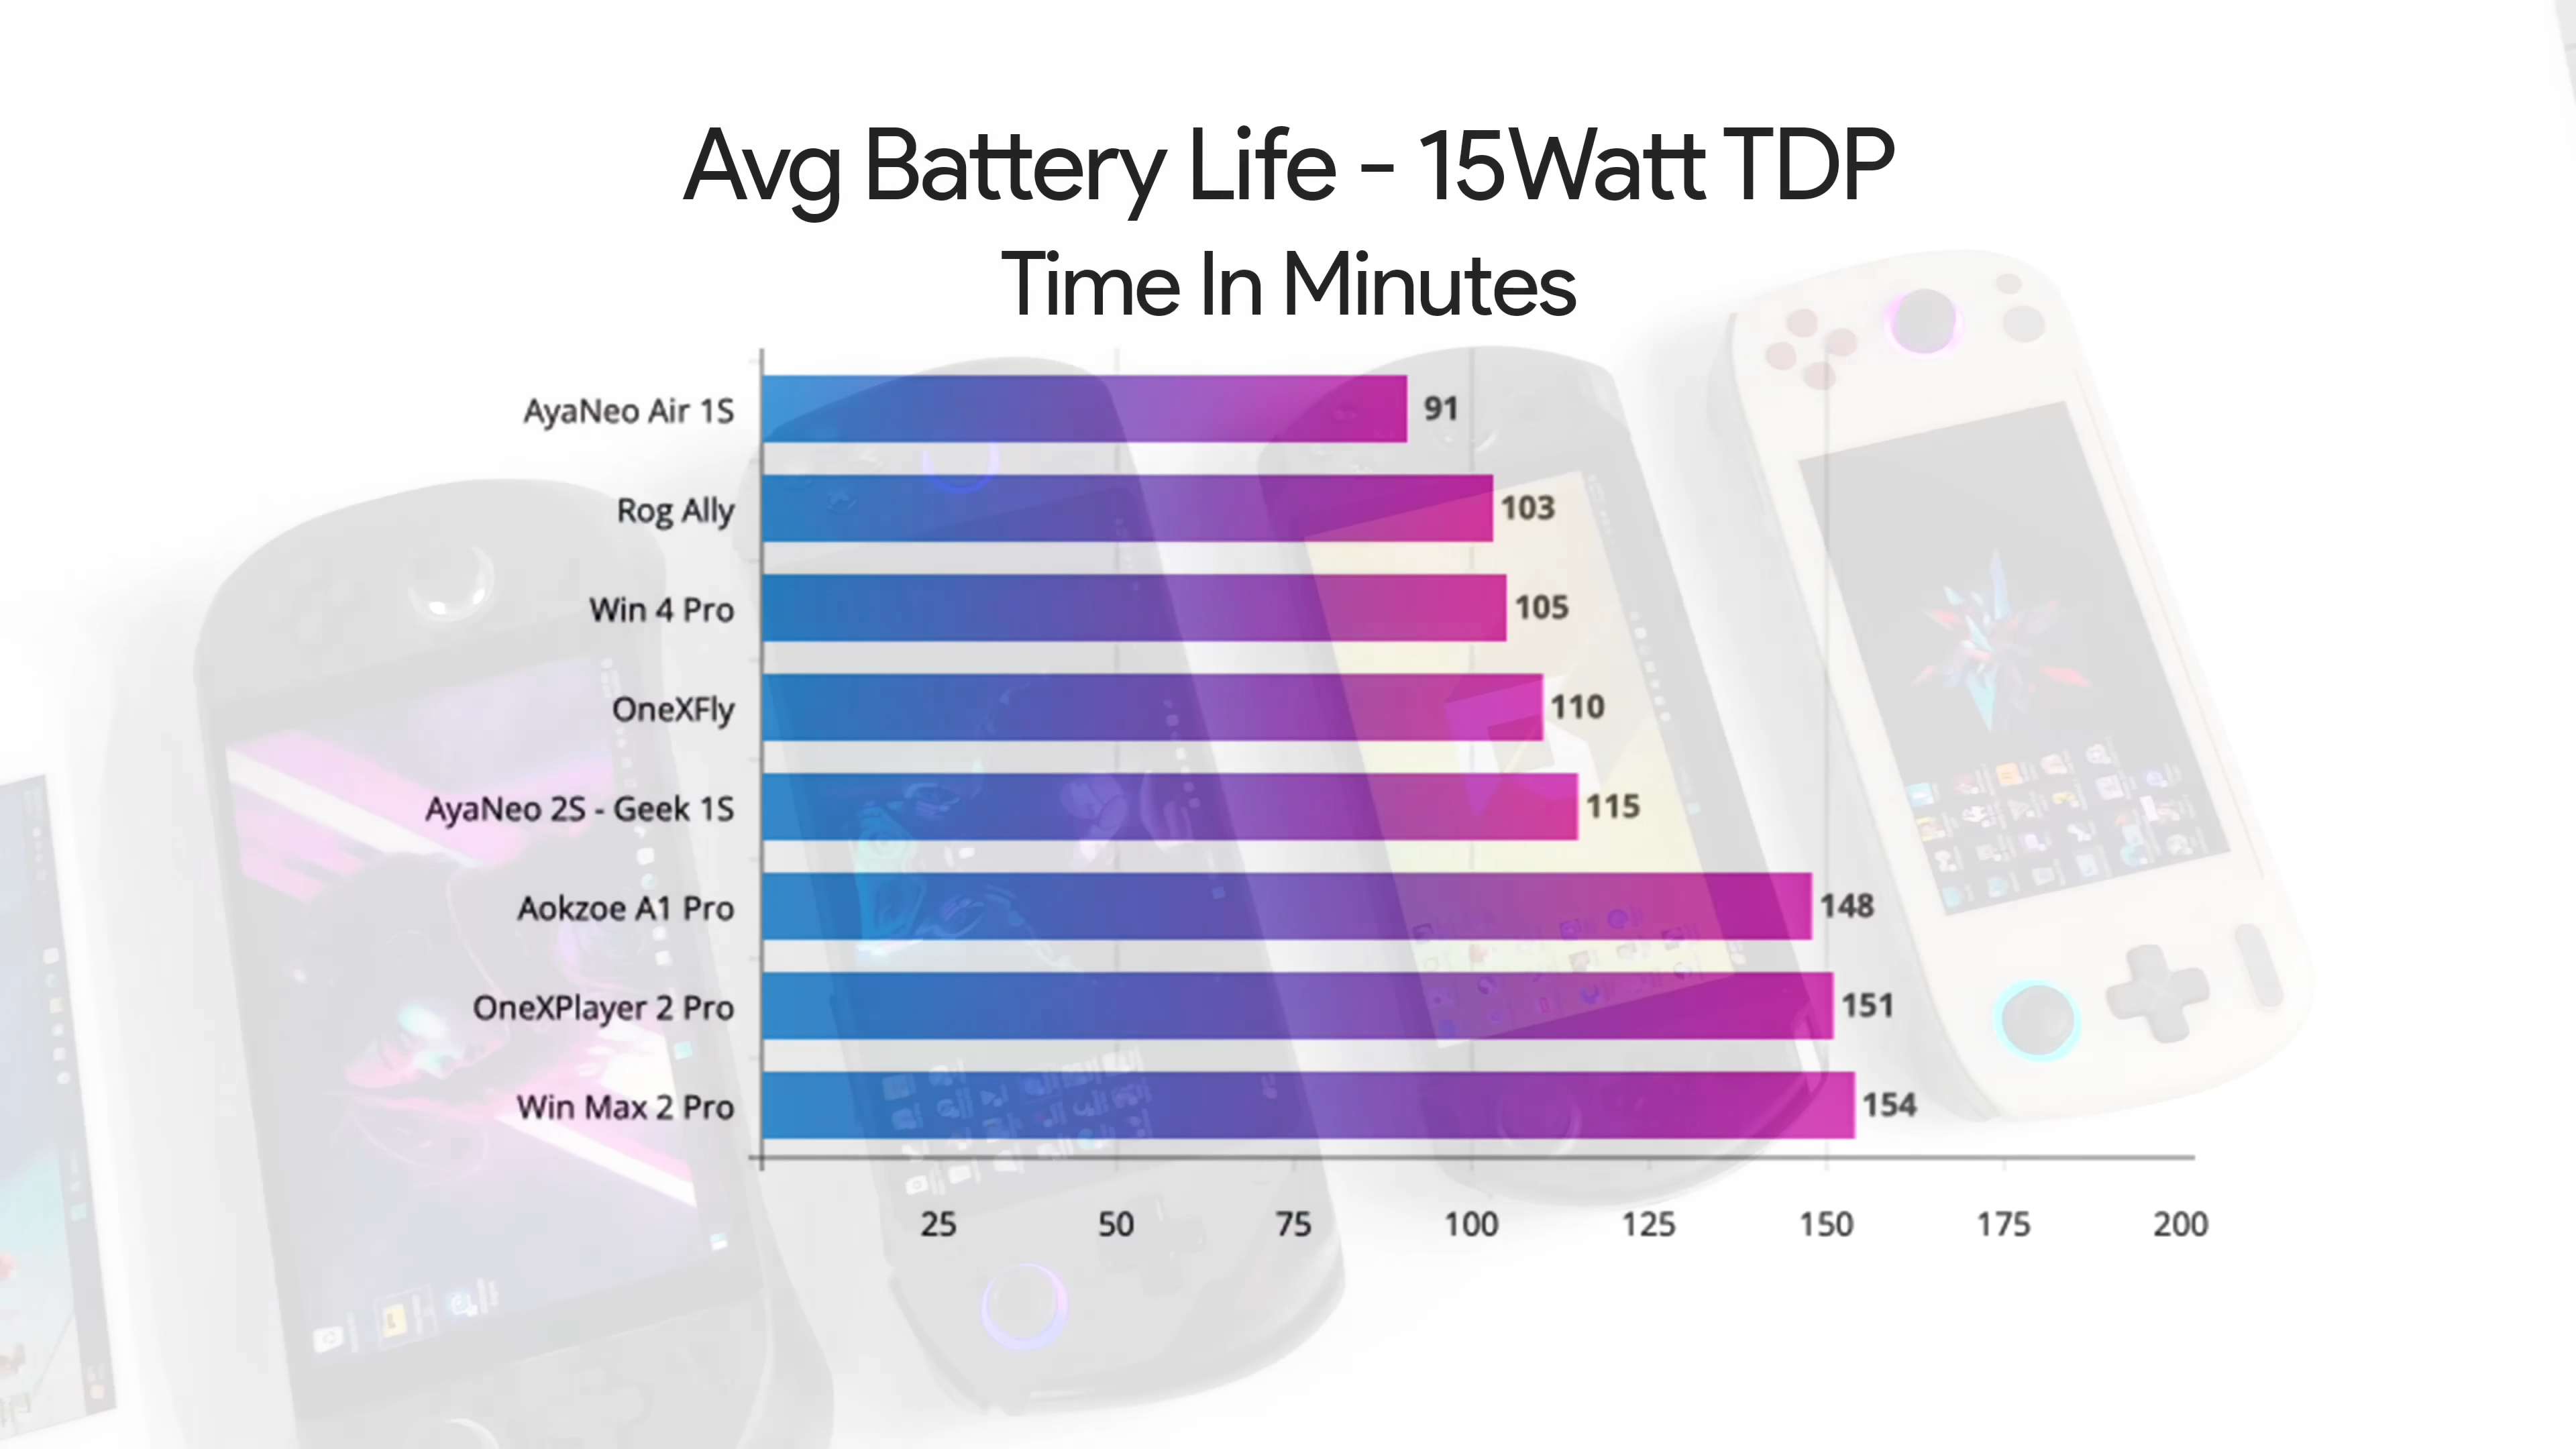 Avg Battery Life - 15Watt TDP
Time In Minutes
AyaNeo Air 1S 91
Rog Ally 103
Win 4 Pro 105
OneXFly 110
AyaNeo 2S - Geek 1S 115
Aokzoe A1 Pro 148
OneXPlayer 2 Pro 151
Win Max 2 Pro 154
25 50 75 100 125 150 175 200